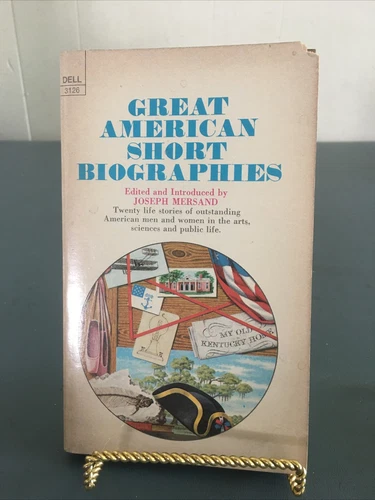 DELL
3126
GREAT
AMERICAN
SHORT
BIOGRAPHIES
Edited and Introduced by
JOSEPH MERSAND
Twenty life stories of outstanding
American men and women in the arts,
sciences and public life.
MY OLD
KENTUCKY HO